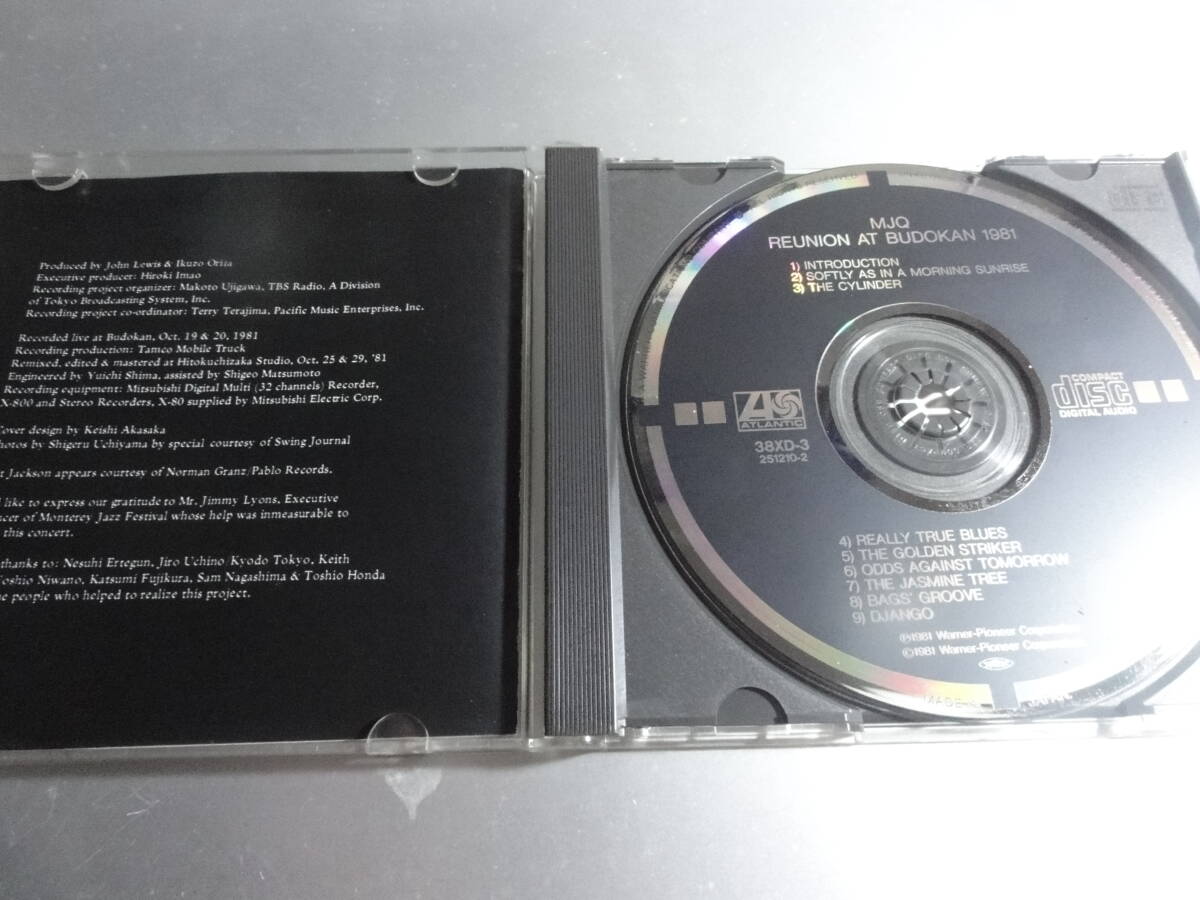 Produced by John Lewis & Ikuzo Orita
Executive producer: Hiroki Imao
Recording project organizer: Makoto Ujigawa, TBS Radio, A Division
of Tokyo Broadcasting System, Inc.
Recording project co-ordinator: Terry Terajima, Pacific Music Enterprises, Inc.
Recorded live at Budokan, Oct. 19 & 20, 1981
Recording production: Tamco Mobile Truck
Remixed, edited & mastered at Hitokuchizaka Studio, Oct. 25 & 29, '81
Engineered by Yuichi Shima, assisted by Shigeo Matsumoto
Recording equipment: Mitsubishi Digital Multi (32 channels) Recorder,
X-800 and Stereo Recorders, X-80 supplied by Mitsubishi Electric Corp.
Cover design by Keishi Akasaka
hotos by Shigeru Uchiyama by special courtesy of Swing Journal
t Jackson appears courtesy of Norman Granz/Pablo Records.
like to express our gratitude to Mr. Jimmy Lyons, Executive
ucer of Monterey Jazz Festival whose help was inmeasurable to
this concert.
thanks to: Nesuhi Ertegun, Jiro Uchino/Kyodo Tokyo, Keith
oshio Niwano, Katsumi Fujikura, Sam Nagashima & Toshio Honda
e people who helped to realize this project.
MJQ
REUNION AT BUDOKAN 1981
1) INTRODUCTION
2) SOFTLY AS IN A MORNING SUNRISE
3) THE CYLINDER
ATLANTIC
38XD-3
251210-2
COMPACT
disc
DIGITAL AUDIO
4) REALLY TRUE BLUES
5) THE GOLDEN STRIKER
6) ODDS AGAINST TOMORROW
7) THE JASMINE TREE
8) BAGS' GROOVE
9) DJANGO
℗1981 Warner-Pioneer
©1981 Warner-Pioneer
MADE